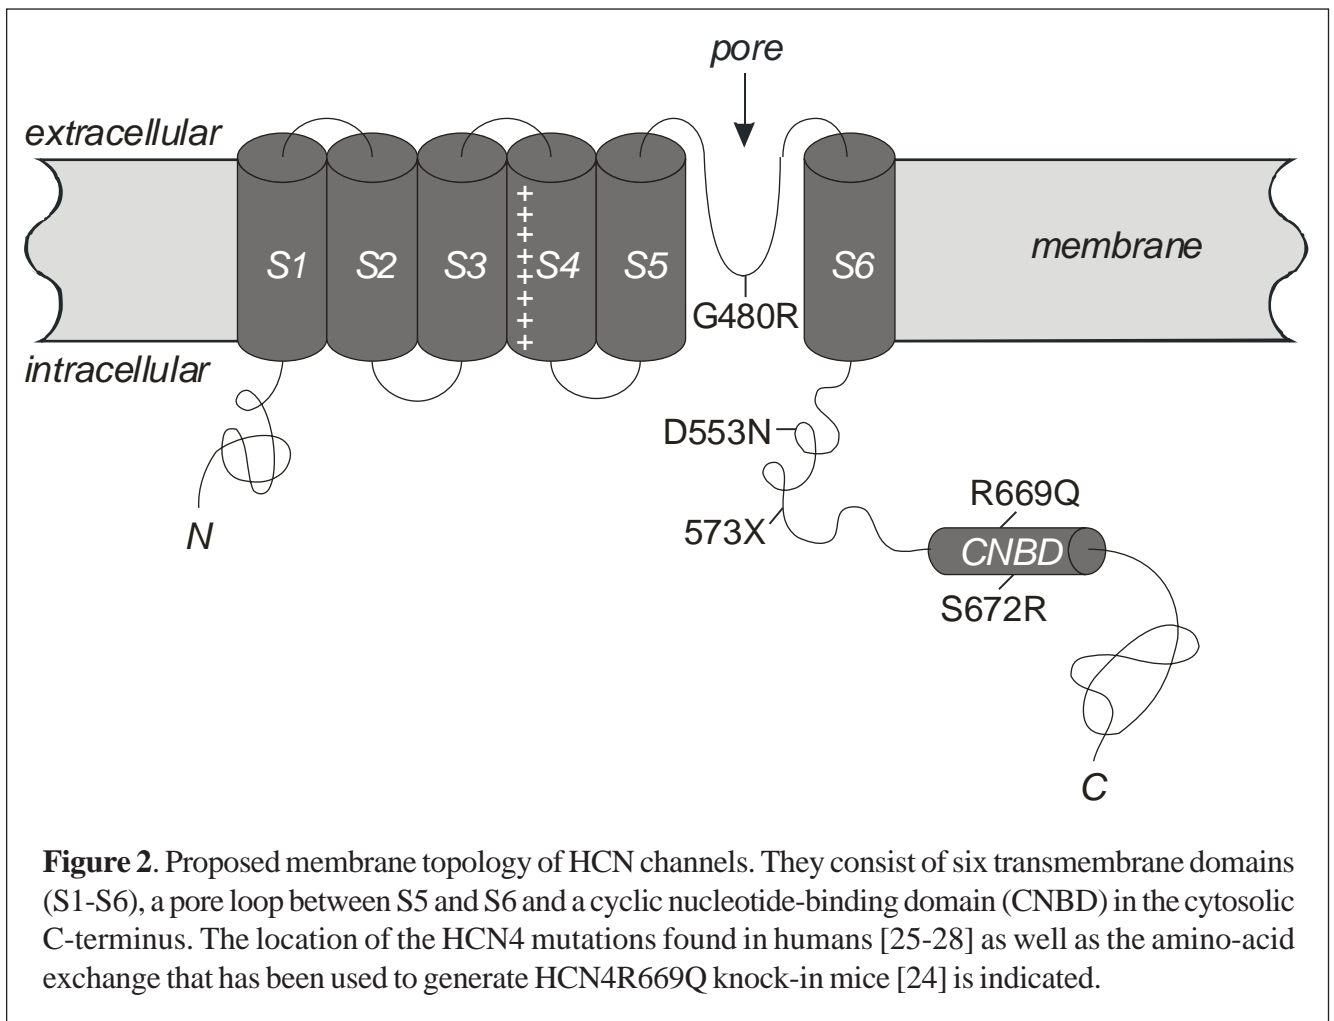 pore
extracellular
+
+
+
+
+
+
+
+
S1
S2
S3
S4
S5
S6
membrane
G480R
intracellular
D553N
573X
N
R669Q
CNBD
S672R
C
Figure 2. Proposed membrane topology of HCN channels. They consist of six transmembrane domains
(S1-S6), a pore loop between S5 and S6 and a cyclic nucleotide-binding domain (CNBD) in the cytosolic
C-terminus. The location of the HCN4 mutations found in humans [25-28] as well as the amino-acid
exchange that has been used to generate HCN4R669Q knock-in mice [24] is indicated.